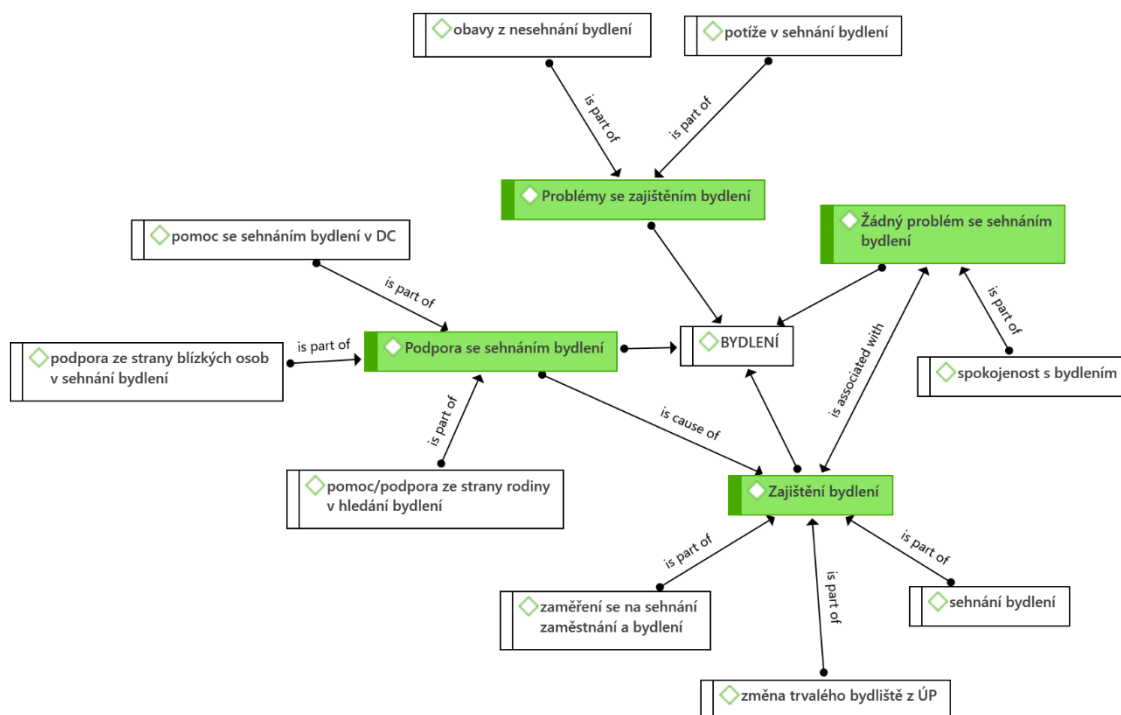 obavy z nesehnání bydlení
potíže v sehnání bydlení
is part of
is part of
Problémy se zajištěním bydlení
Žádný problém se sehnáním
bydlení
pomoc se sehnáním bydlení v DC
is part of
is part of
podpora ze strany blízkých osob
v sehnání bydlení
is part of
Podpora se sehnáním bydlení
BYDLENÍ
is associated with
spokojenost s bydlením
is part of
is cause of
pomoc/podpora ze strany rodiny
v hledání bydlení
Zajištění bydlení
is part of
is part of
is part of
zaměření se na sehnání
zaměstnání a bydlení
sehnání bydlení
změna trvalého bydliště z ÚP